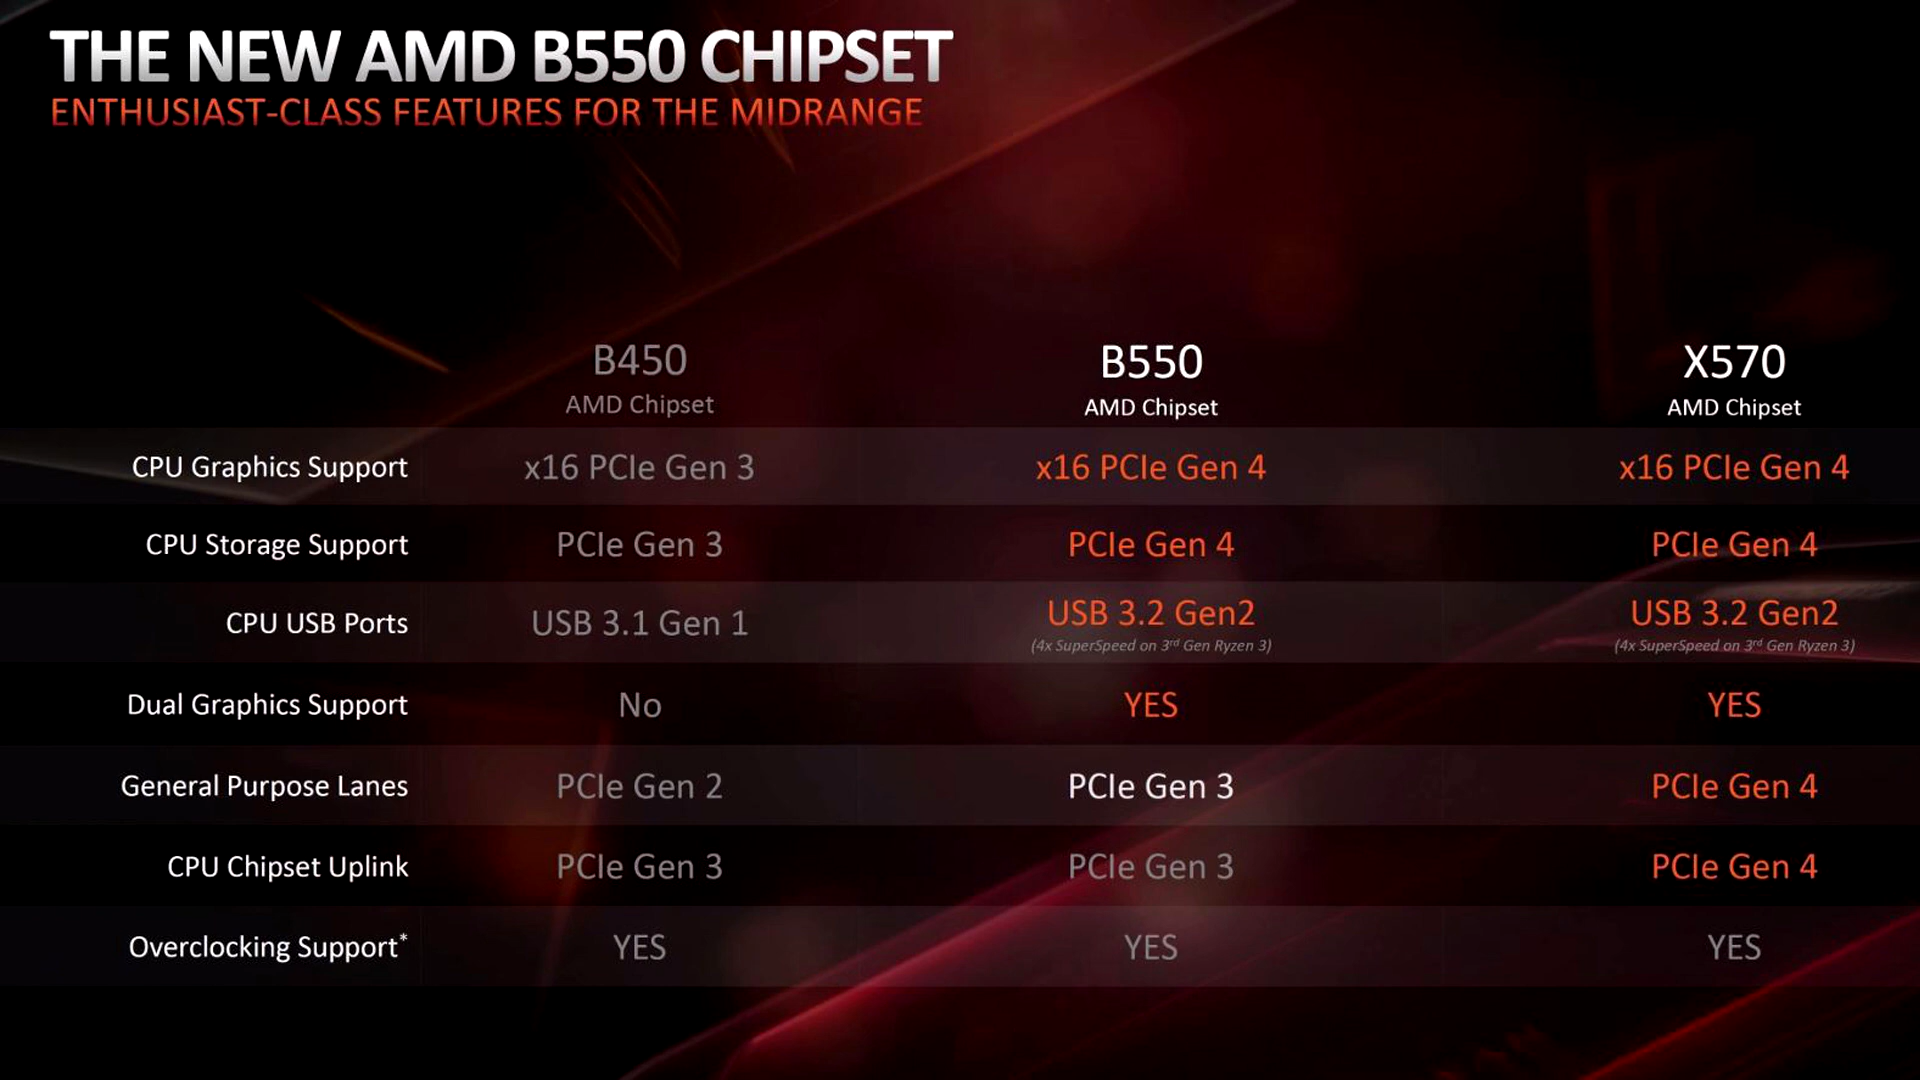 THE NEW AMD B550 CHIPSET
ENTHUSIAST-CLASS FEATURES FOR THE MIDRANGE
B450 B550 X570
AMD Chipset AMD Chipset AMD Chipset
CPU Graphics Support x16 PCIe Gen 3 x16 PCIe Gen 4 x16 PCIe Gen 4
CPU Storage Support PCIe Gen 3 PCIe Gen 4 PCIe Gen 4
CPU USB Ports USB 3.1 Gen 1 USB 3.2 Gen2 USB 3.2 Gen2
(4x SuperSpeed on 3rd Gen Ryzen 3) (4x SuperSpeed on 3rd Gen Ryzen 3)
Dual Graphics Support No YES YES
General Purpose Lanes PCIe Gen 2 PCIe Gen 3 PCIe Gen 4
CPU Chipset Uplink PCIe Gen 3 PCIe Gen 3 PCIe Gen 4
Overclocking Support* YES YES YES